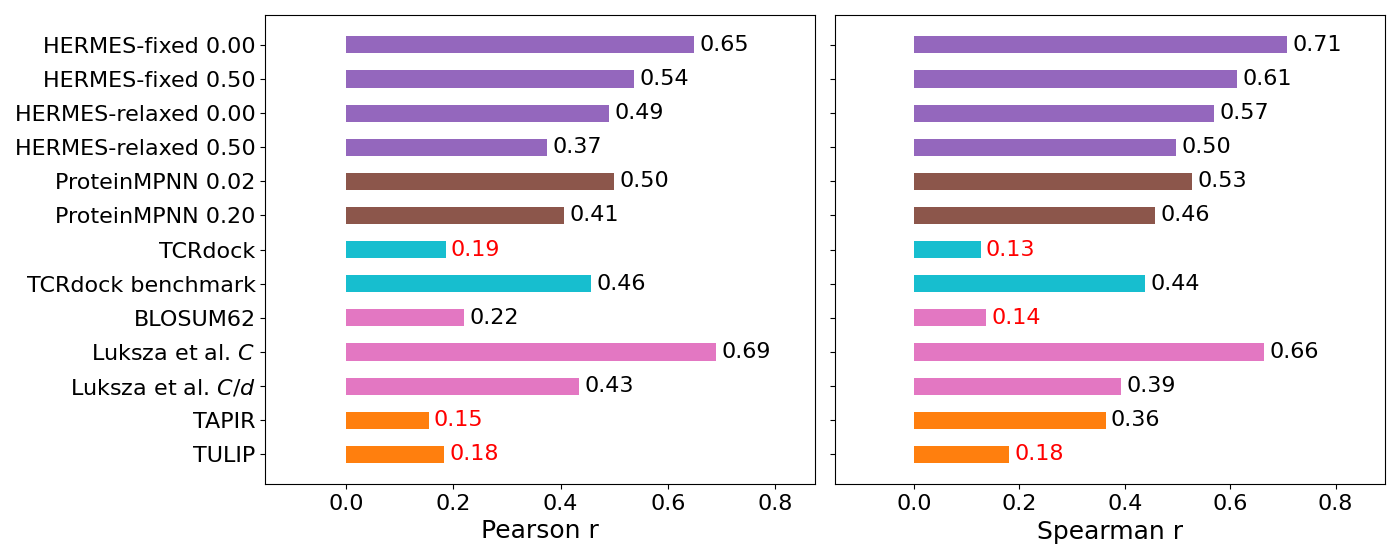 HERMES-fixed 0.00 0.65 0.71
HERMES-fixed 0.50 0.54 0.61
HERMES-relaxed 0.00 0.49 0.57
HERMES-relaxed 0.50 0.37 0.50
ProteinMPNN 0.02 0.50 0.53
ProteinMPNN 0.20 0.41 0.46
TCRdock 0.19 0.13
TCRdock benchmark 0.46 0.44
BLOSUM62 0.22 0.14
Luksza et al. C 0.69 0.66
Luksza et al. C/d 0.43 0.39
TAPIR 0.15 0.36
TULIP 0.18 0.18
0.0 0.2 0.4 0.6 0.8 0.0 0.2 0.4 0.6 0.8
Pearson r Spearman r